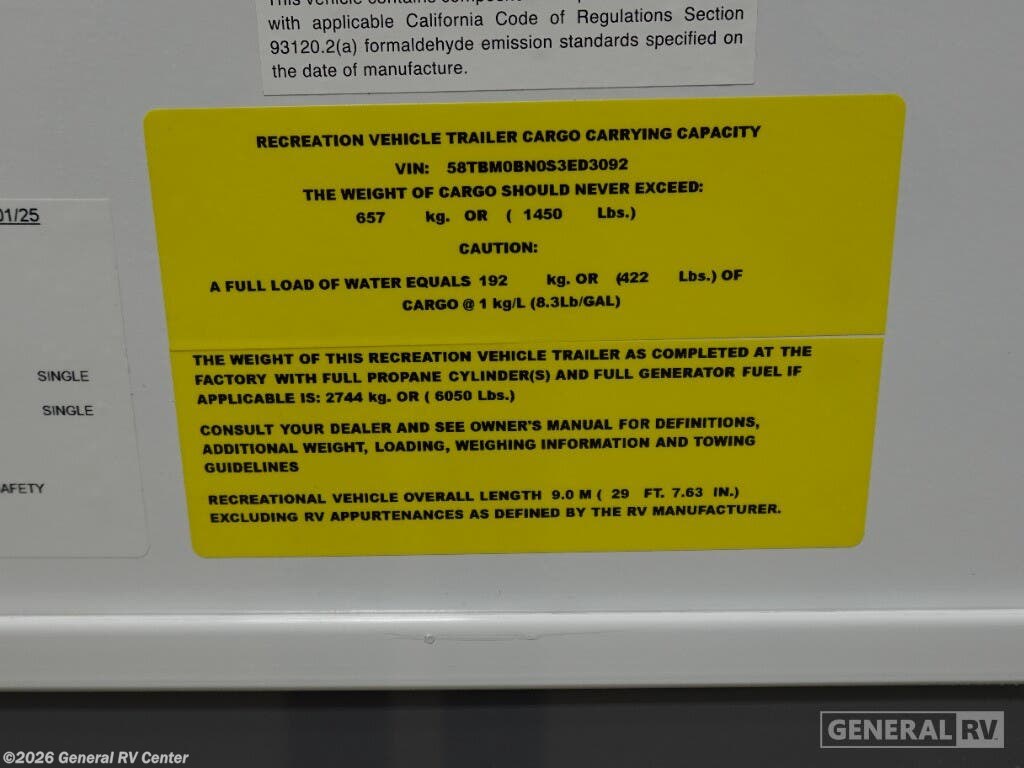 This vehicle contains
with applicable California Code of Regulations Section
93120.2(a) formaldehyde emission standards specified on
the date of manufacture.
RECREATION VEHICLE TRAILER CARGO CARRYING CAPACITY
VIN: 58TBM0BN0S3ED3092
THE WEIGHT OF CARGO SHOULD NEVER EXCEED:
657 kg. OR ( 1450 Lbs.)
CAUTION:
A FULL LOAD OF WATER EQUALS 192 kg. OR (422 Lbs.) OF
CARGO @ 1 kg/L (8.3Lb/GAL)
THE WEIGHT OF THIS RECREATION VEHICLE TRAILER AS COMPLETED AT THE
FACTORY WITH FULL PROPANE CYLINDER(S) AND FULL GENERATOR FUEL IF
APPLICABLE IS: 2744 kg. OR ( 6050 Lbs.)
CONSULT YOUR DEALER AND SEE OWNER'S MANUAL FOR DEFINITIONS,
ADDITIONAL WEIGHT, LOADING, WEIGHING INFORMATION AND TOWING
GUIDELINES
RECREATIONAL VEHICLE OVERALL LENGTH 9.0 M ( 29 FT. 7.63 IN.)
EXCLUDING RV APPURTENANCES AS DEFINED BY THE RV MANUFACTURER.
01/25
SINGLE
SINGLE
AFETY
GENERAL RV
©2026 General RV Center